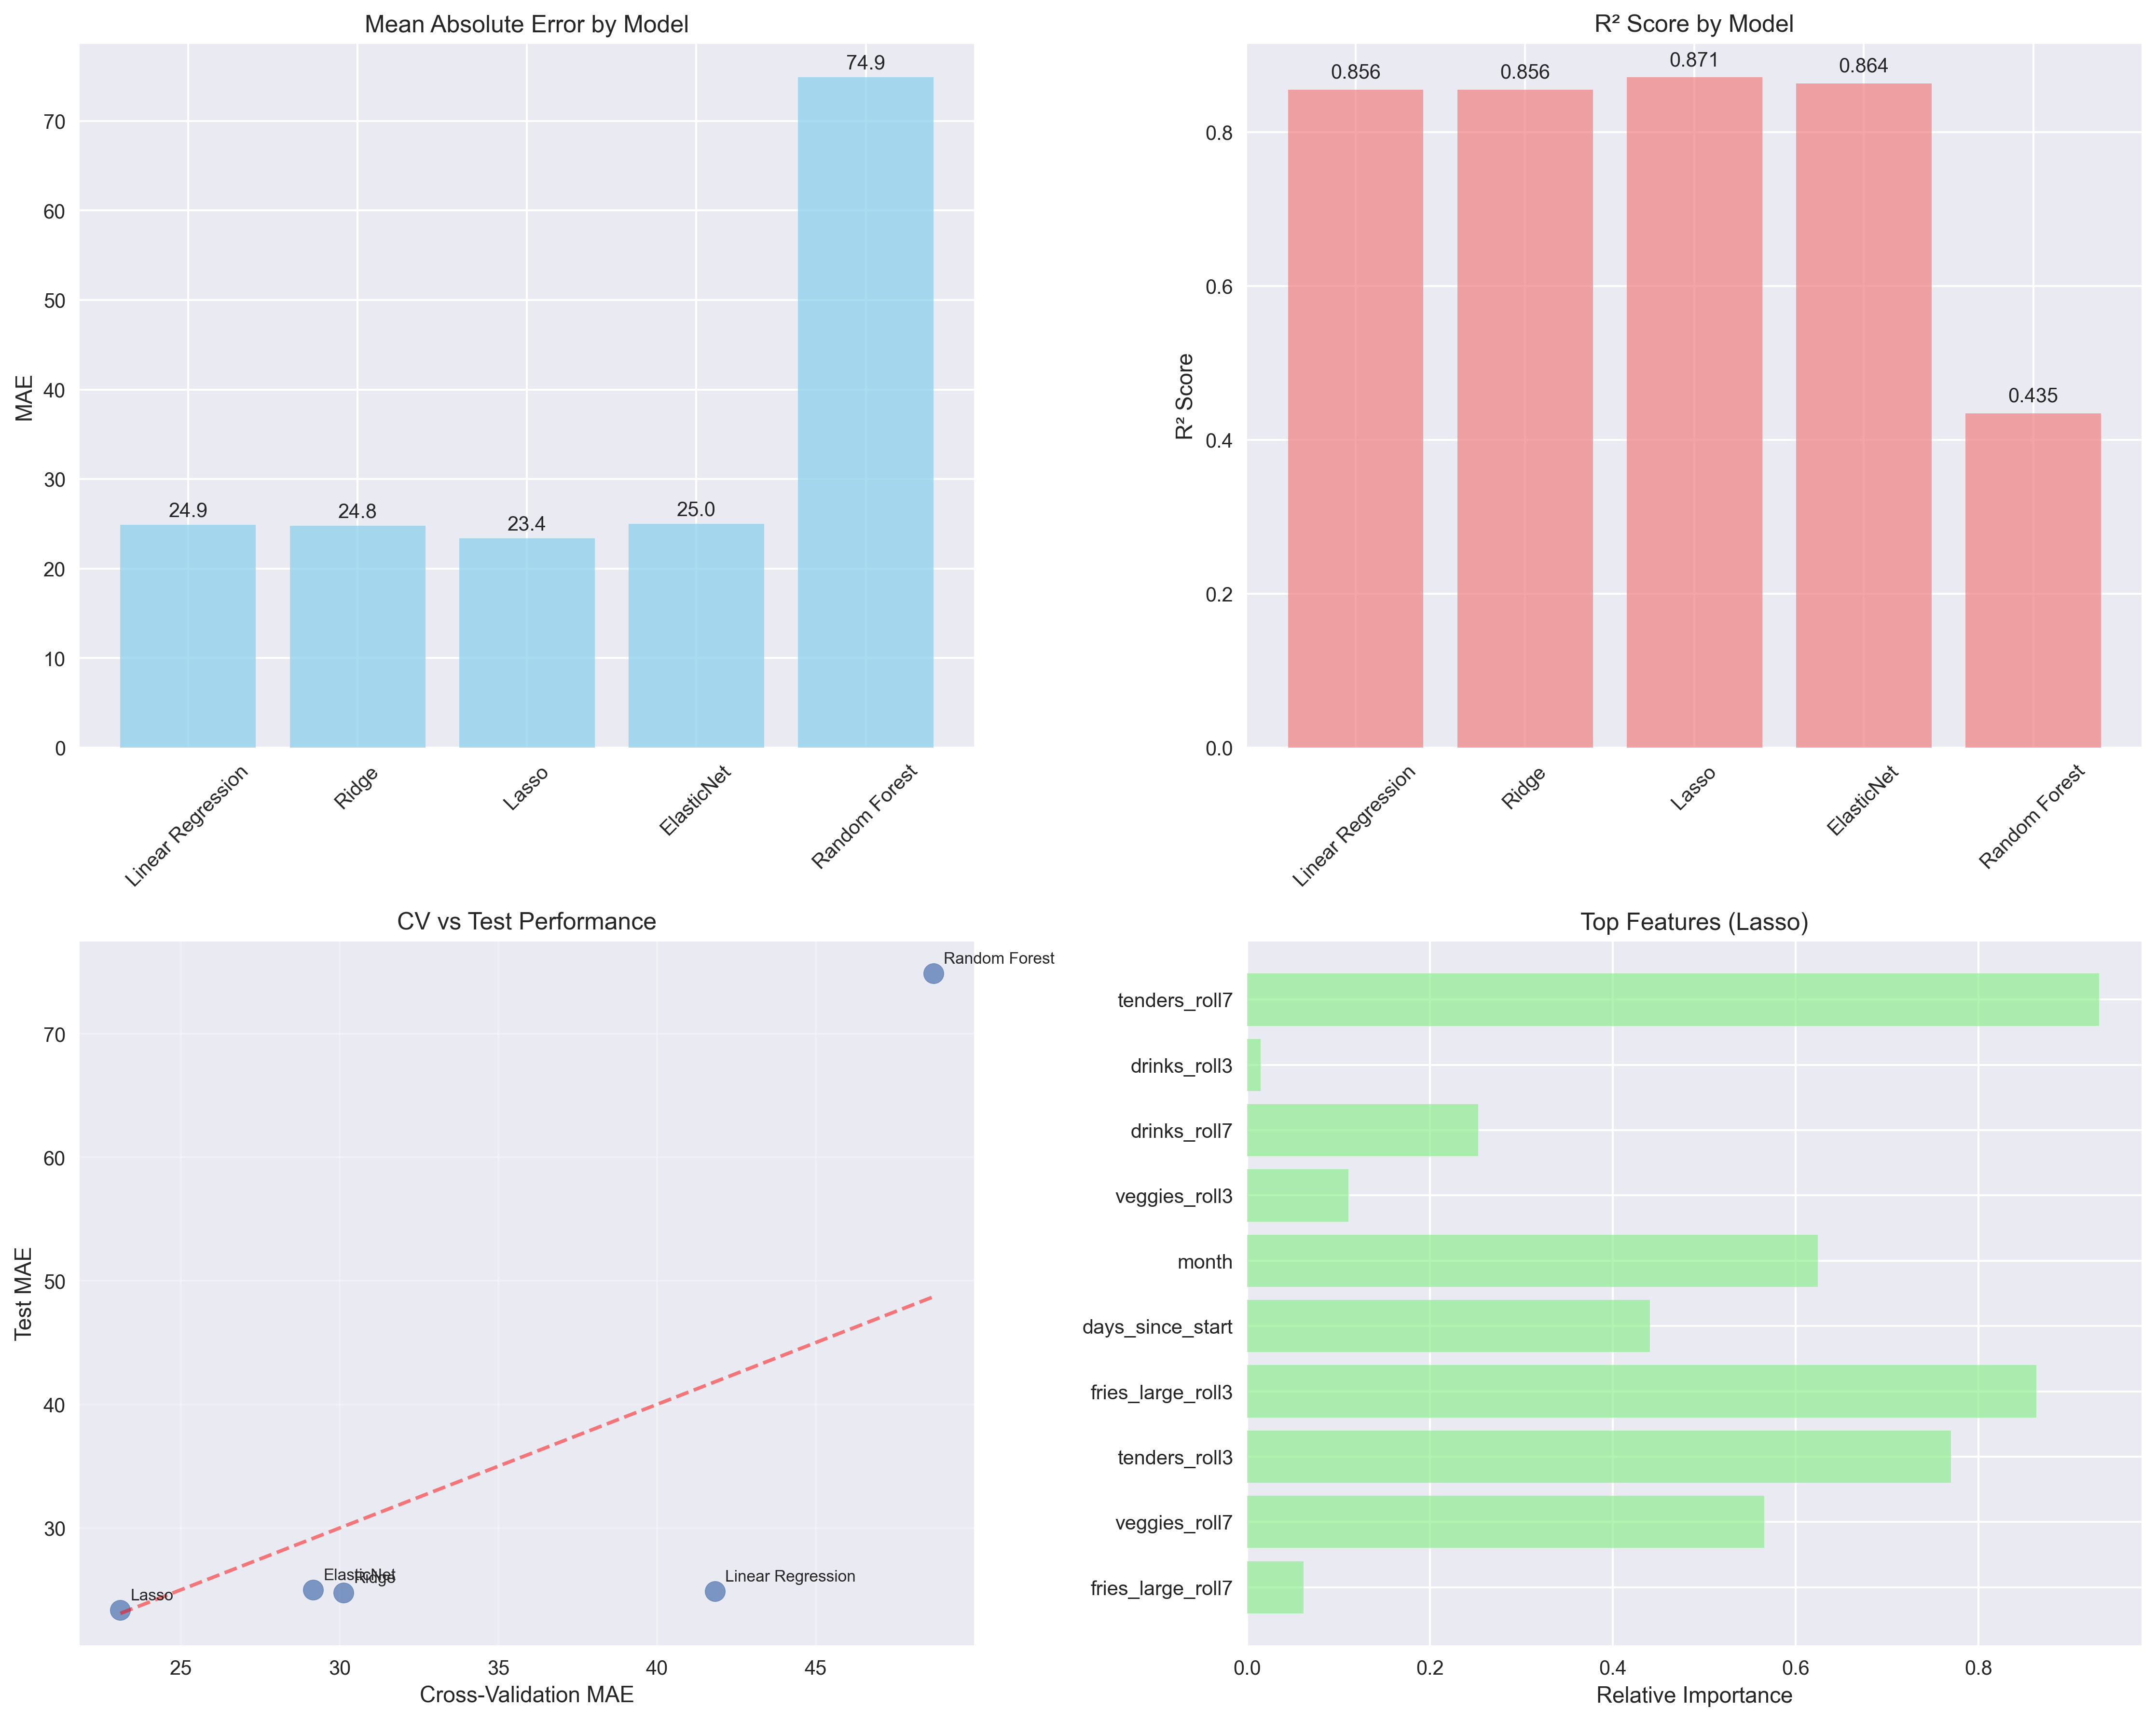 Mean Absolute Error by Model
MAE
70
60
50
40
30
20
10
0
24.9
24.8
23.4
25.0
74.9
Linear Regression
Ridge
Lasso
ElasticNet
Random Forest
R² Score by Model
R² Score
0.8
0.6
0.4
0.2
0.0
0.856
0.856
0.871
0.864
0.435
Linear Regression
Ridge
Lasso
ElasticNet
Random Forest
CV vs Test Performance
Test MAE
70
60
50
40
30
Random Forest
Lasso
ElasticNet
Ridge
Linear Regression
25
30
35
40
45
Cross-Validation MAE
Top Features (Lasso)
tenders_roll7
drinks_roll3
drinks_roll7
veggies_roll3
month
days_since_start
fries_large_roll3
tenders_roll3
veggies_roll7
fries_large_roll7
0.0
0.2
0.4
0.6
0.8
Relative Importance